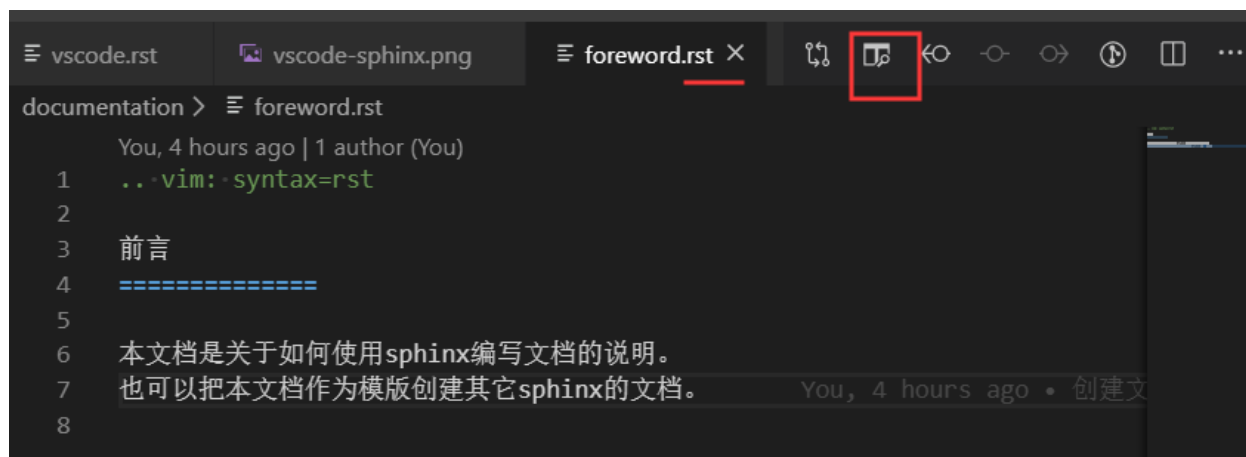 vscode.rst vscode-sphinx.png foreword.rst
documentation > foreword.rst
You, 4 hours ago | 1 author (You)
1 .. vim: syntax=rst
2
3 前言
4 ==============
5
6 本文档是关于如何使用sphinx编写文档的说明。
7 也可以把本文档作为模版创建其它sphinx的文档。 You, 4 hours ago • 创建文
8